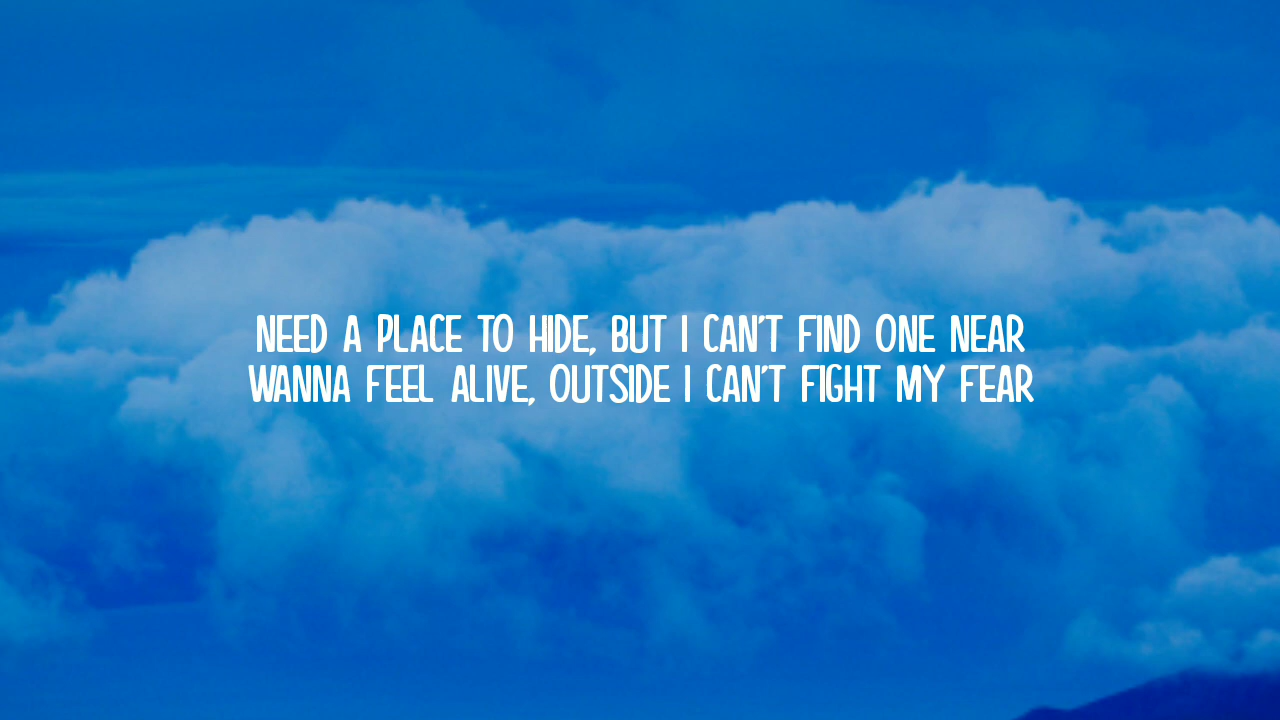 NEED A PLACE TO HIDE, BUT I CAN'T FIND ONE NEAR
WANNA FEEL ALIVE, OUTSIDE I CAN'T FIGHT MY FEAR